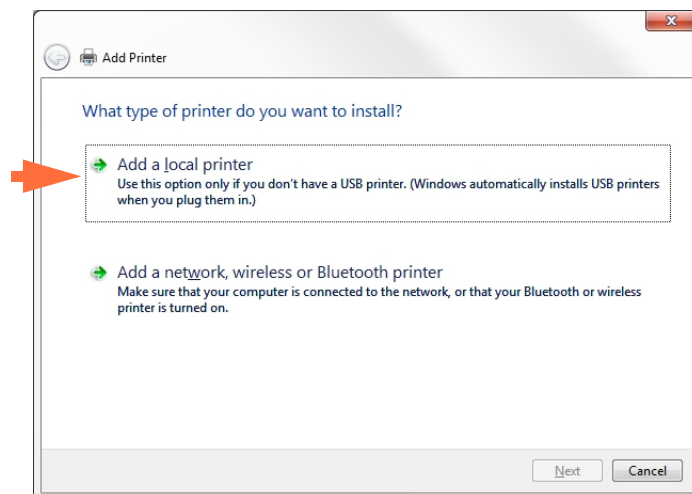 Add Printer
What type of printer do you want to install?
Add a local printer
Use this option only if you don't have a USB printer. (Windows automatically installs USB printers
when you plug them in.)
Add a network, wireless or Bluetooth printer
Make sure that your computer is connected to the network, or that your Bluetooth or wireless
printer is turned on.
Next
Cancel